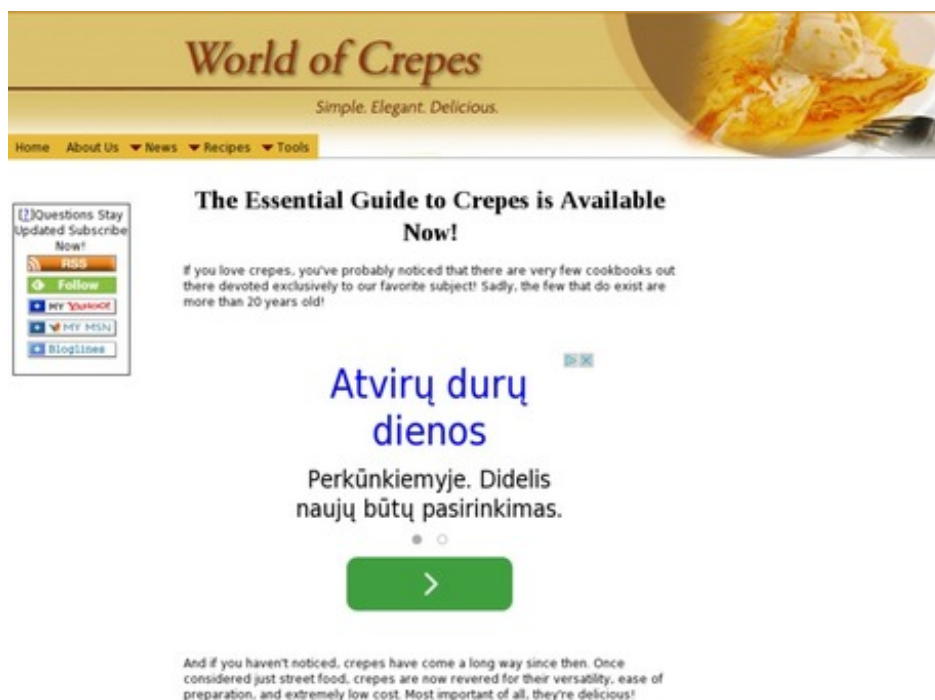 World of Crepes
Simple. Elegant. Delicious.
Home About Us News Recipes Tools
[?]Questions Stay
Updated Subscribe
Now!
RSS
Follow
MY YAHOO!
MY MSN
Bloglines
The Essential Guide to Crepes is Available
Now!
If you love crepes, you've probably noticed that there are very few cookbooks out
there devoted exclusively to our favorite subject! Sadly, the few that do exist are
more than 20 years old!
Atvirų durų
dienos
Perkūnkiemyje. Didelis
naujų būtų pasirinkimas.
And if you haven't noticed, crepes have come a long way since then. Once
considered just street food, crepes are now revered for their versatility, ease of
preparation, and extremely low cost. Most important of all, they're delicious!